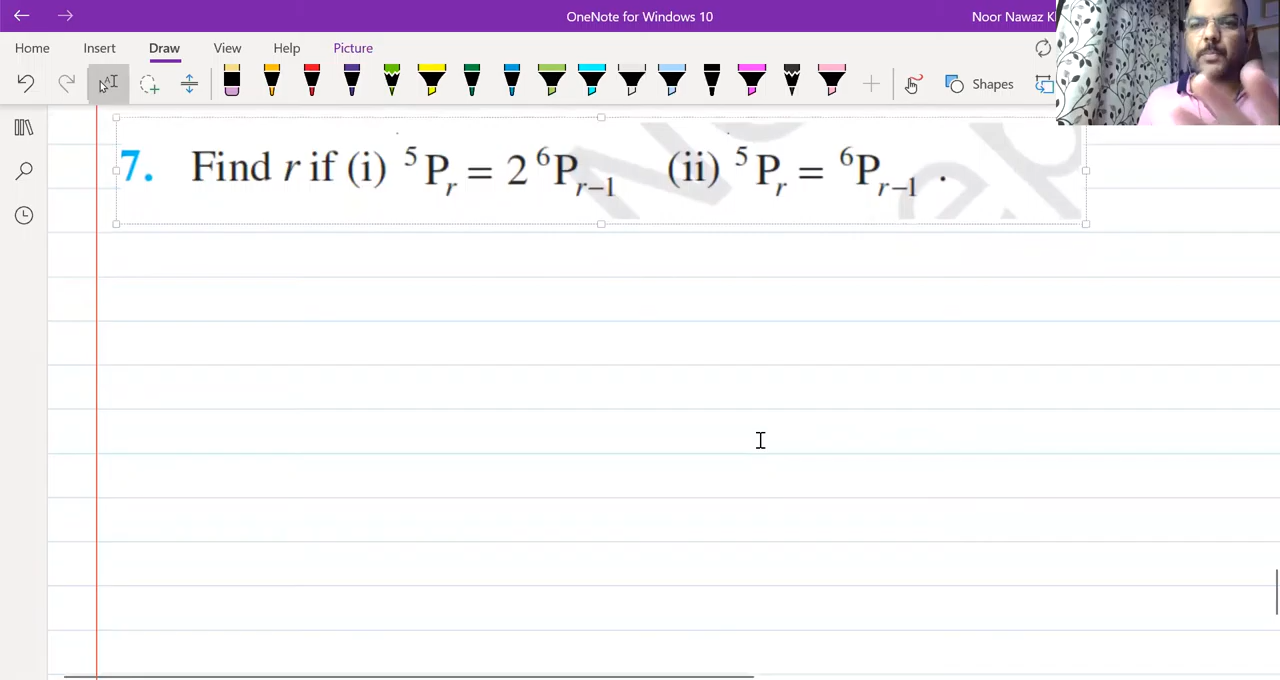 OneNote for Windows 10
Noor Nawaz K
Home Insert Draw View Help Picture
Shapes
7. Find r if (i) ⁵Pᵣ = 2 ⁶Pᵣ₋₁ (ii) ⁵Pᵣ = ⁶Pᵣ₋₁ .